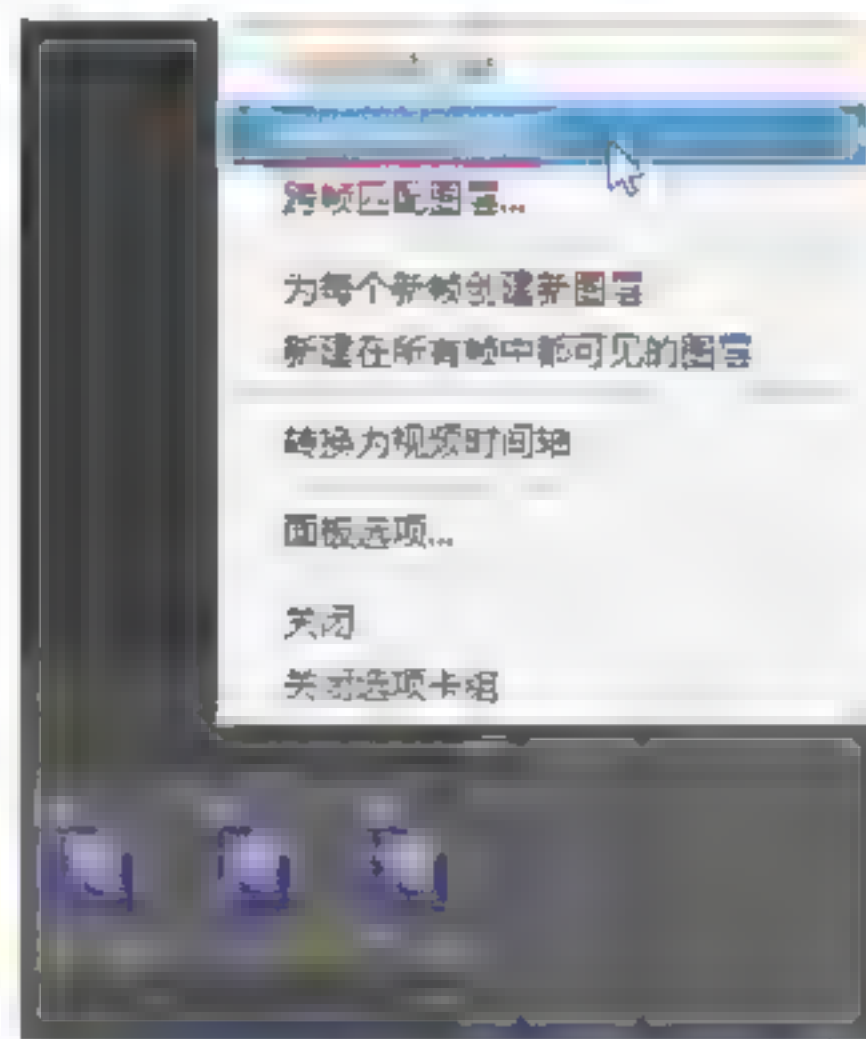 跨帧匹配图层...
为每个新帧创建新图层
新建在所有帧中都可见的图层
转换为视频时间轴
面板选项...
关闭
关闭选项卡组